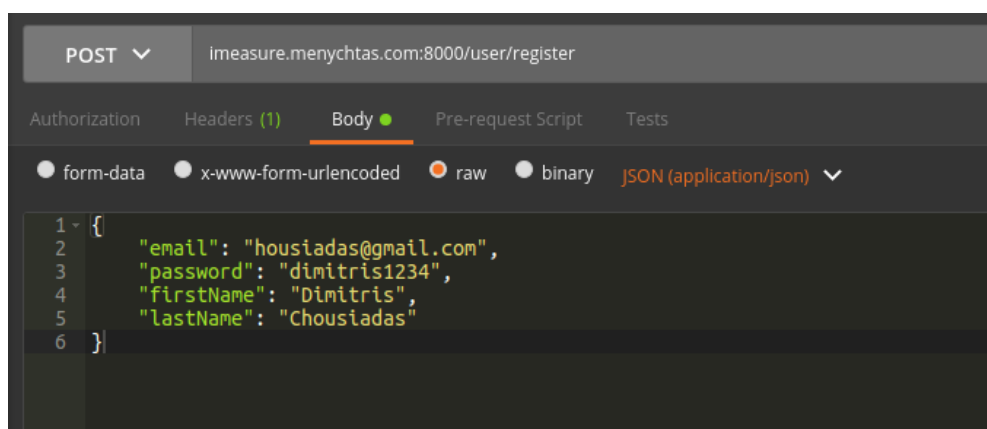 POST imeasure.menychtas.com:8000/user/register
Authorization Headers (1) Body Pre-request Script Tests
form-data x-www-form-urlencoded raw binary JSON (application/json)
1 {
2 "email": "housiadas@gmail.com",
3 "password": "dimitris1234",
4 "firstName": "Dimitris",
5 "lastName": "Chousiadas"
6 }